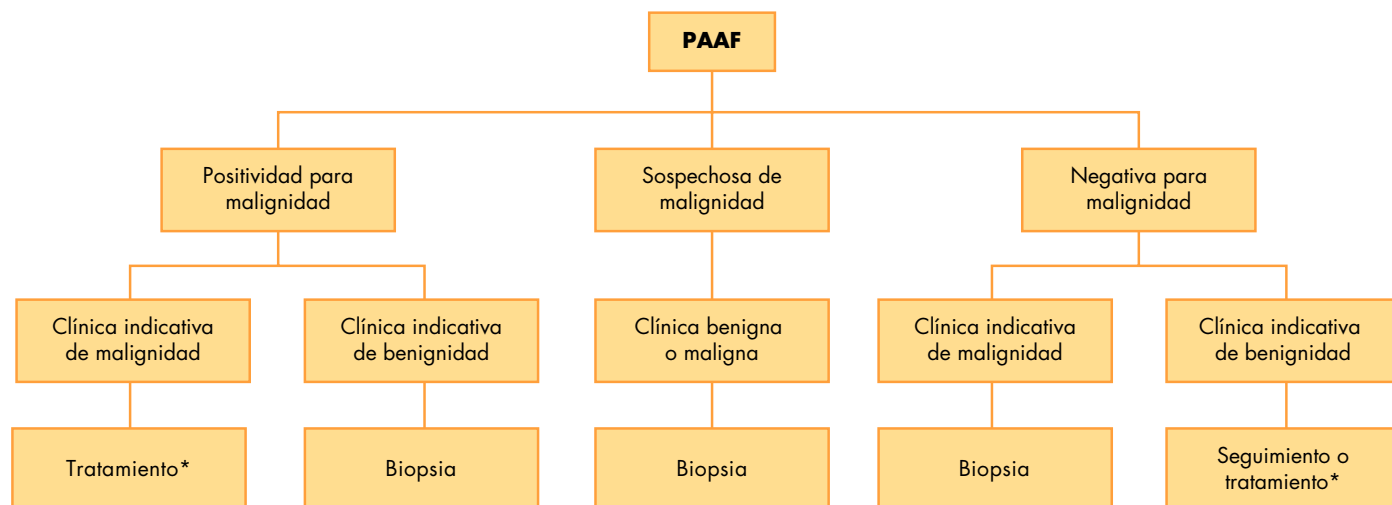 PAAF
Positividad para
malignidad
Sospechosa de
malignidad
Negativa para
malignidad
Clínica indicativa
de malignidad
Clínica indicativa
de benignidad
Clínica benigna
o maligna
Clínica indicativa
de malignidad
Clínica indicativa
de benignidad
Tratamiento*
Biopsia
Biopsia
Biopsia
Seguimiento o
tratamiento*